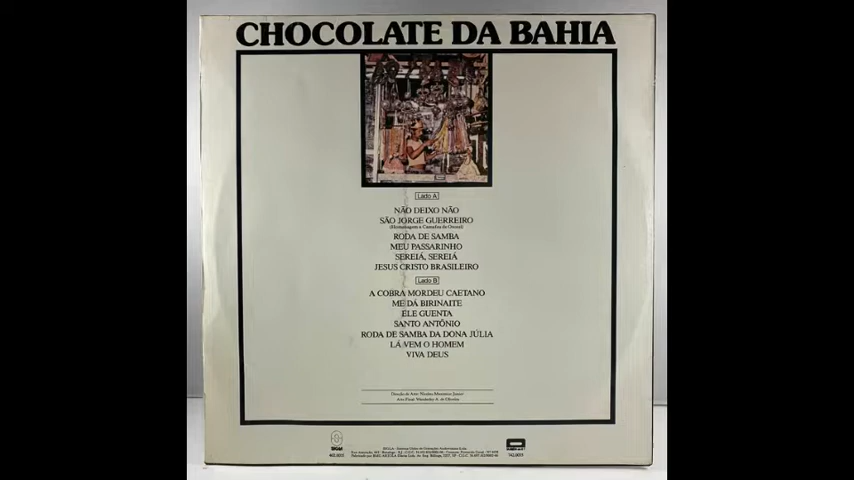 CHOCOLATE DA BAHIA
Lado A
NÃO DEIXO NÃO
SÃO JORGE GUERREIRO
RODA DE SAMBA
MEU PASSARINHO
SEREIÁ, SEREIÁ
JESUS CRISTO BRASILEIRO
Lado B
A COBRA MORDEU CAETANO
ME DÁ BIRINAITE
ELE GUENTA
SANTO ANTÔNIO
RODA DE SAMBA DA DONA JÚLIA
LÁ VEM O HOMEM
VIVA DEUS